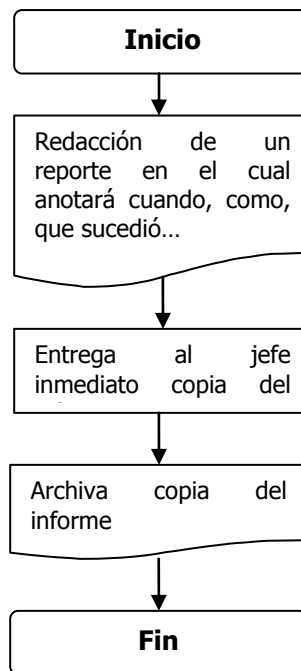 Inicio
Redacción de un
reporte en el cual
anotará cuando, como,
que sucedió...
Entrega al jefe
inmediato copia del
Archiva copia del
informe
Fin